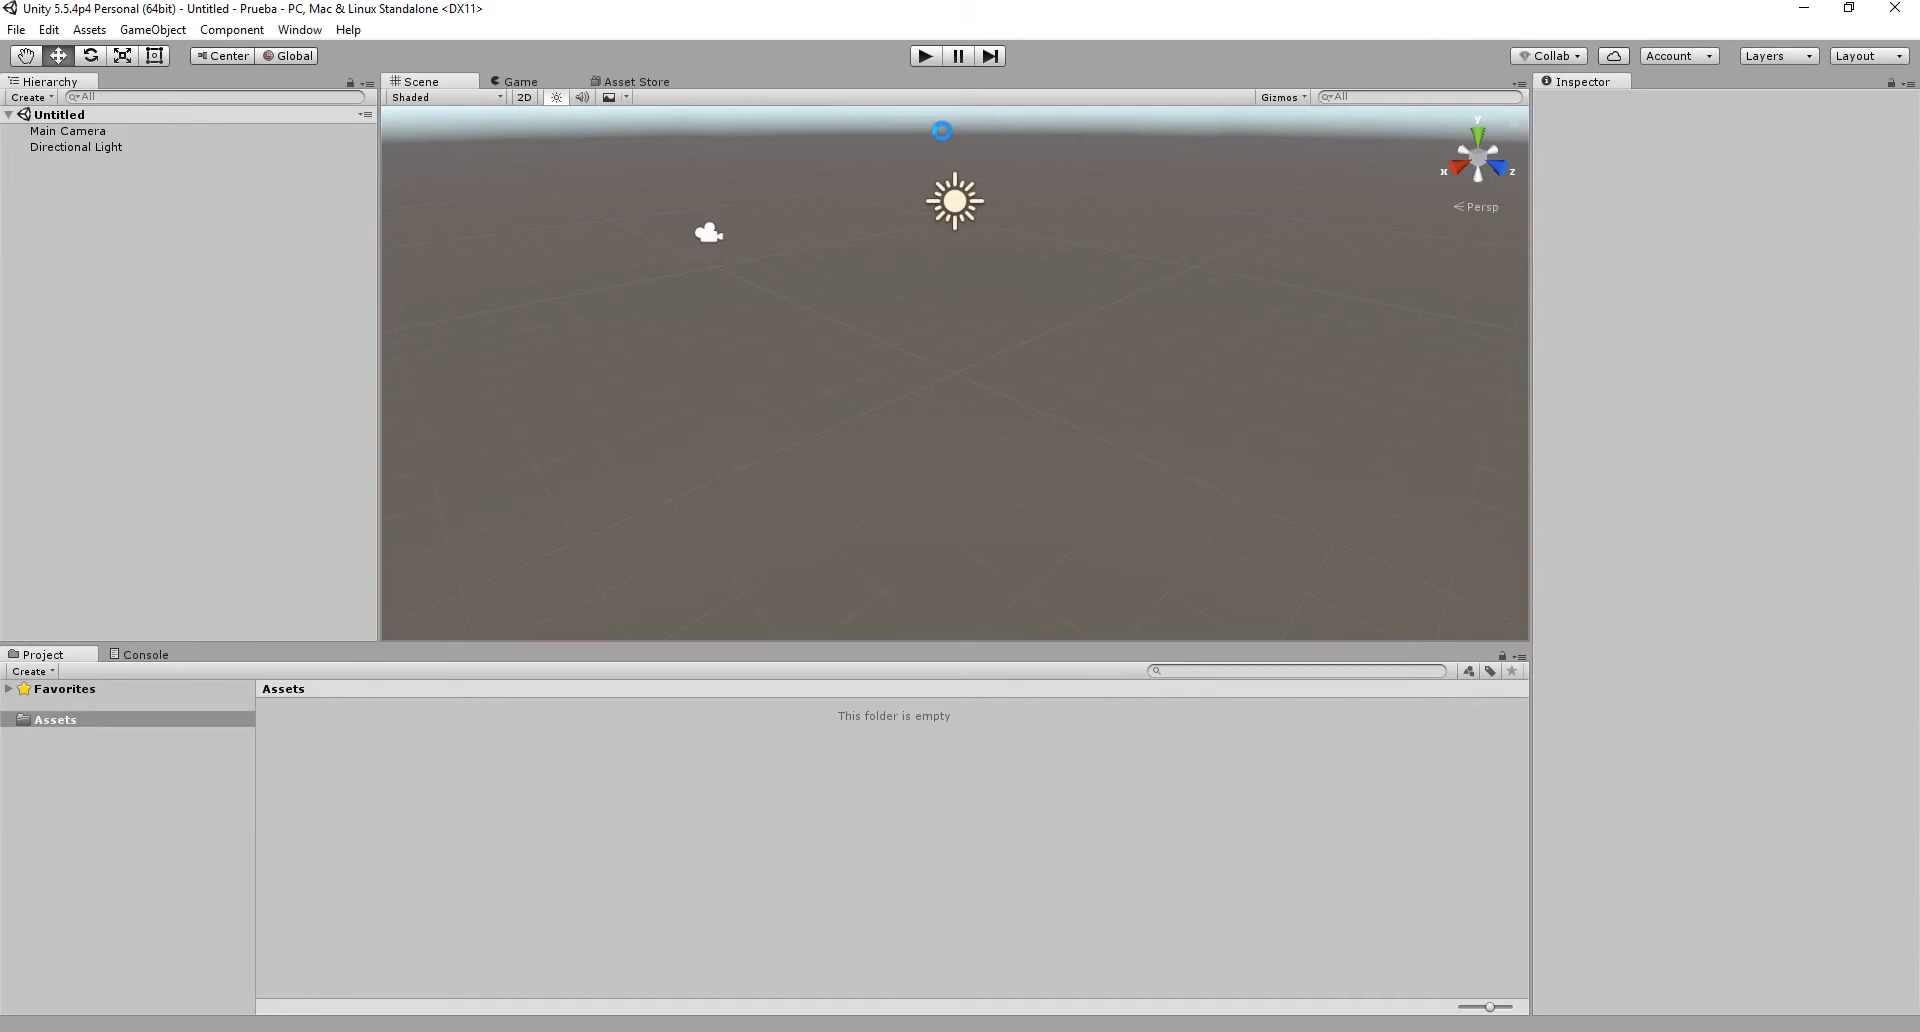 Unity 5.5.4p4 Personal (64bit) - Untitled - Prueba - PC, Mac & Linux Standalone <DX11>
File Edit Assets GameObject Component Window Help
Center Global Collab Account Layers Layout
Hierarchy Scene Game Asset Store Inspector
Create All Shaded 2D Gizmos All
Untitled
Main Camera
Directional Light
y
x z
Persp
Project Console
Create
Favorites
Assets
Assets
This folder is empty